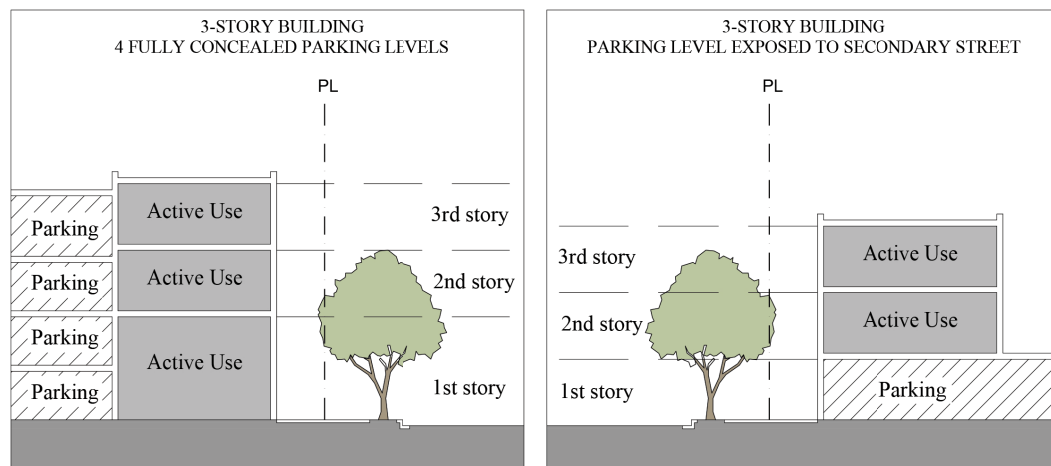 3-STORY BUILDING
4 FULLY CONCEALED PARKING LEVELS
PL
Active Use
3rd story
Parking
Active Use
2nd story
Parking
Parking
Active Use
1st story
Parking
3-STORY BUILDING
PARKING LEVEL EXPOSED TO SECONDARY STREET
PL
3rd story
Active Use
2nd story
Active Use
1st story
Parking